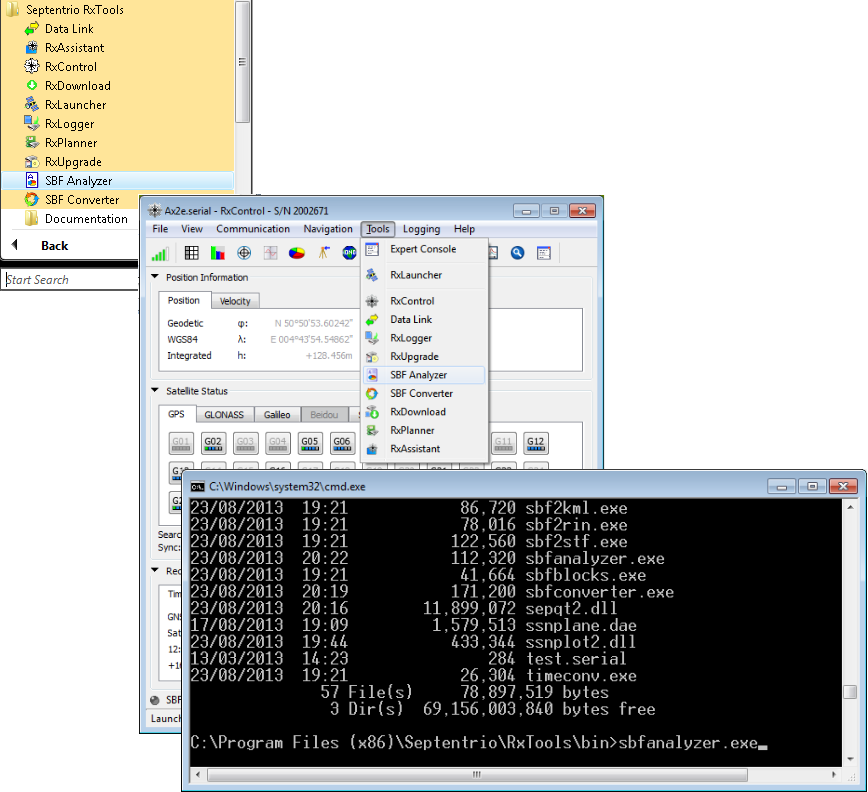 Septentrio RxTools
Data Link
RxAssistant
RxControl
RxDownload
RxLauncher
RxLogger
RxPlanner
RxUpgrade
SBF Analyzer
SBF Converter
Documentation
Back
Start Search
Ax2e.serial - RxControl - S/N 2002671
File View Communication Navigation Tools Logging Help
Expert Console
RxLauncher
RxControl
Data Link
RxLogger
RxUpgrade
SBF Analyzer
SBF Converter
RxDownload
RxPlanner
RxAssistant
Position Information
Position Velocity
Geodetic φ: N 50°50'53.60242"
WGS84 λ: E 004°43'54.54862"
Integrated h: +128.456m
Satellite Status
GPS GLONASS Galileo Beidou
G01 G02 G03 G04 G05 G06 G11 G12
Sync:
C:\Windows\system32\cmd.exe
23/08/2013 19:21 86,720 sbf2kml.exe
23/08/2013 19:21 78,016 sbf2rin.exe
23/08/2013 19:21 122,560 sbf2stf.exe
23/08/2013 20:22 112,320 sbfanalyzer.exe
23/08/2013 19:21 41,664 sbfblocks.exe
23/08/2013 20:19 171,200 sbfconverter.exe
23/08/2013 20:16 11,899,072 sepqt2.dll
17/08/2013 19:09 1,579,513 ssnplane.dae
23/08/2013 19:44 433,344 ssnplot2.dll
13/03/2013 14:23 284 test.serial
23/08/2013 19:21 26,304 timeconv.exe
57 File(s) 78,897,519 bytes
3 Dir(s) 69,156,003,840 bytes free
C:\Program Files (x86)\Septentrio\RxTools\bin>sbfanalyzer.exe